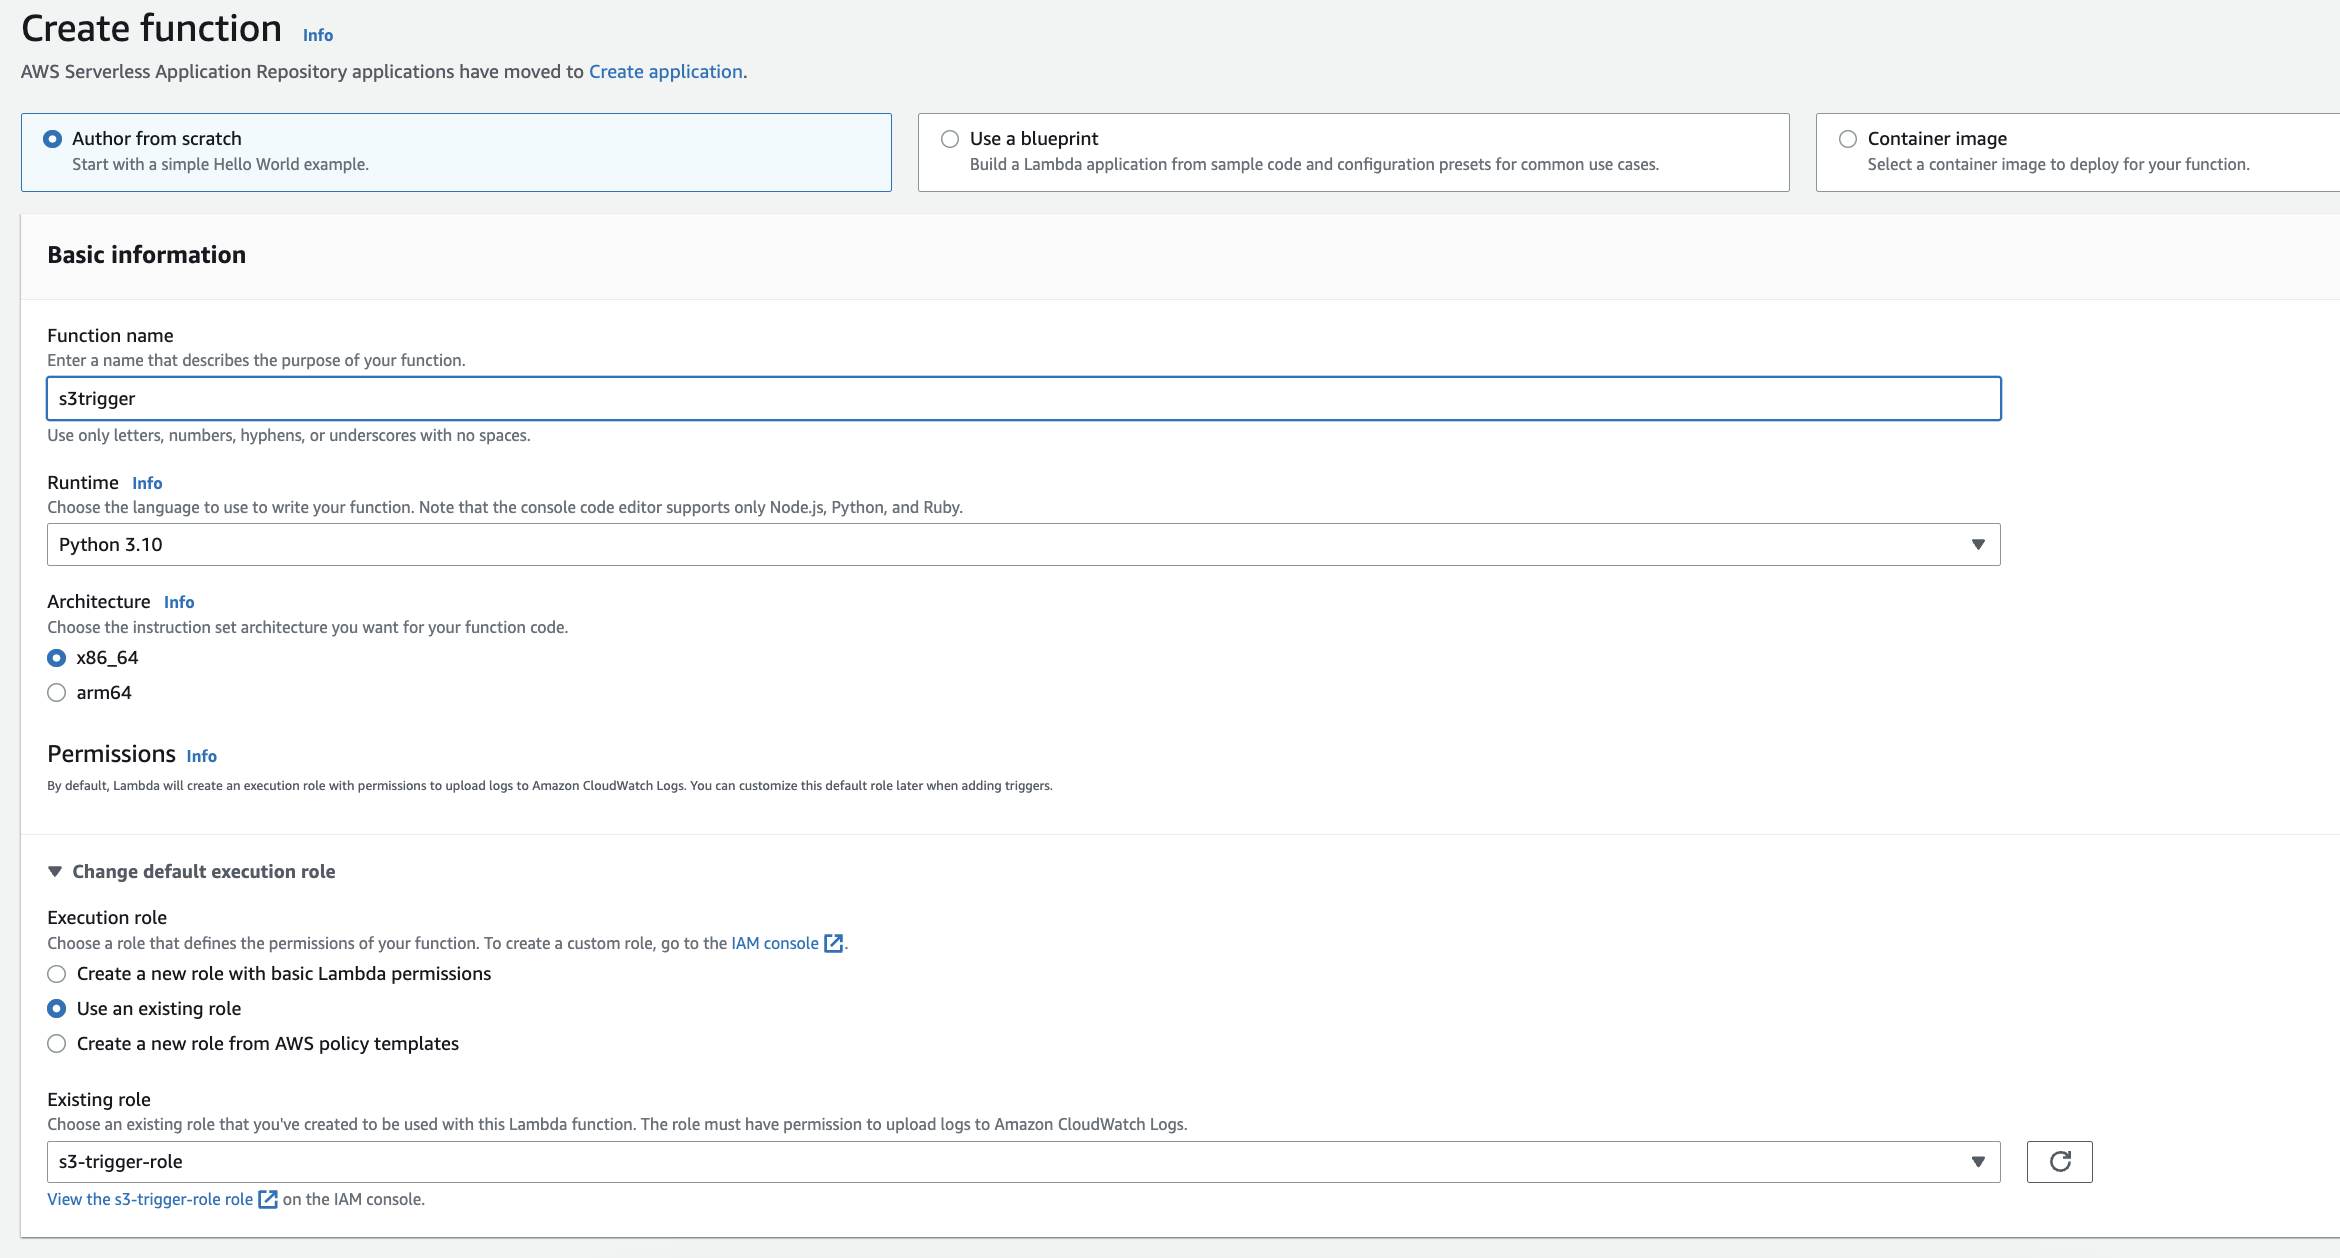 Create function Info
AWS Serverless Application Repository applications have moved to Create application.
Author from scratch
Start with a simple Hello World example.
Use a blueprint
Build a Lambda application from sample code and configuration presets for common use cases.
Container image
Select a container image to deploy for your function.
Basic information
Function name
Enter a name that describes the purpose of your function.
s3trigger
Use only letters, numbers, hyphens, or underscores with no spaces.
Runtime Info
Choose the language to use to write your function. Note that the console code editor supports only Node.js, Python, and Ruby.
Python 3.10
Architecture Info
Choose the instruction set architecture you want for your function code.
x86_64
arm64
Permissions Info
By default, Lambda will create an execution role with permissions to upload logs to Amazon CloudWatch Logs. You can customize this default role later when adding triggers.
Change default execution role
Execution role
Choose a role that defines the permissions of your function. To create a custom role, go to the IAM console.
Create a new role with basic Lambda permissions
Use an existing role
Create a new role from AWS policy templates
Existing role
Choose an existing role that you've created to be used with this Lambda function. The role must have permission to upload logs to Amazon CloudWatch Logs.
s3-trigger-role
View the s3-trigger-role role on the IAM console.